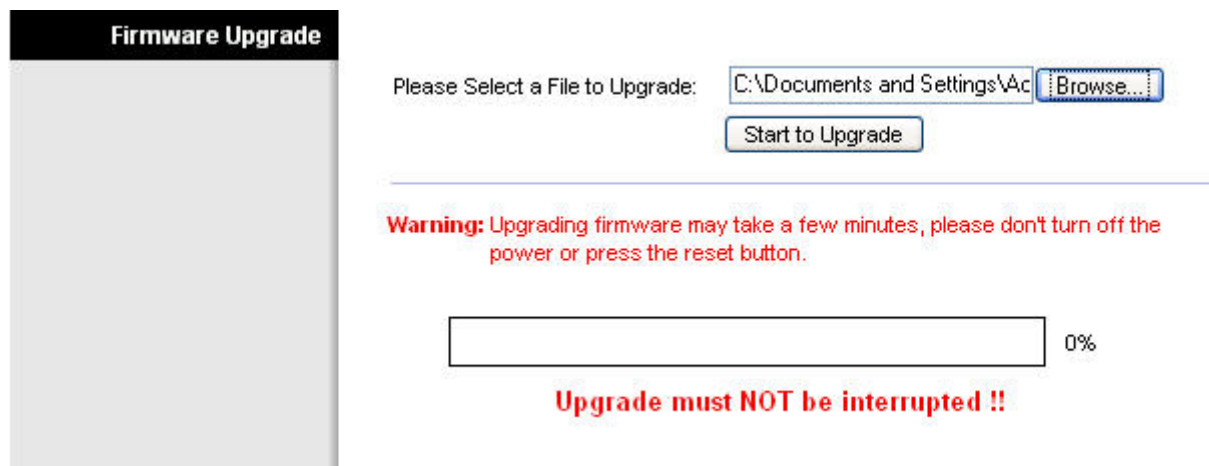 Firmware Upgrade
Please Select a File to Upgrade:
C:\Documents and Settings\Ac
Browse...
Start to Upgrade
Warning: Upgrading firmware may take a few minutes, please don't turn off the
power or press the reset button.
0%
Upgrade must NOT be interrupted !!